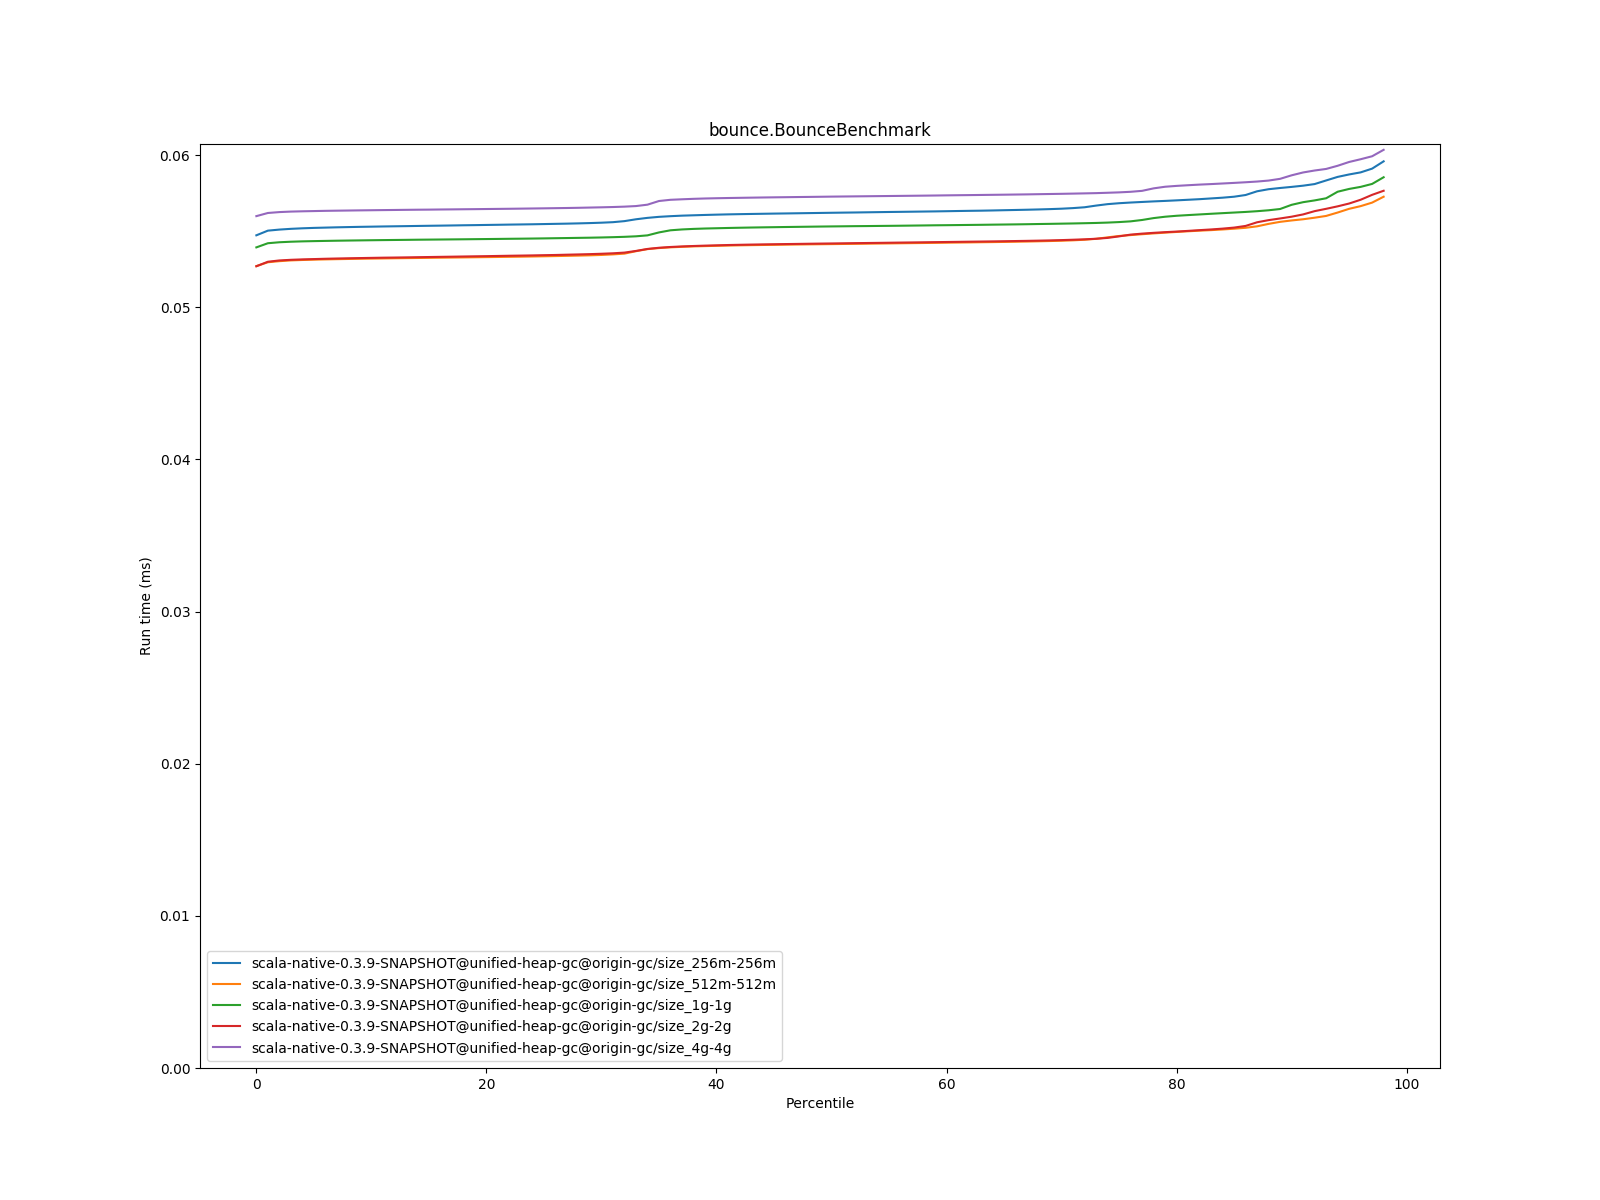 bounce.BounceBenchmark
0.06
0.05
0.04
0.03
0.02
0.01
0.00
Run time (ms)
scala-native-0.3.9-SNAPSHOT@unified-heap-gc@origin-gc/size_256m-256m
scala-native-0.3.9-SNAPSHOT@unified-heap-gc@origin-gc/size_512m-512m
scala-native-0.3.9-SNAPSHOT@unified-heap-gc@origin-gc/size_1g-1g
scala-native-0.3.9-SNAPSHOT@unified-heap-gc@origin-gc/size_2g-2g
scala-native-0.3.9-SNAPSHOT@unified-heap-gc@origin-gc/size_4g-4g
0 20 40 60 80 100
Percentile